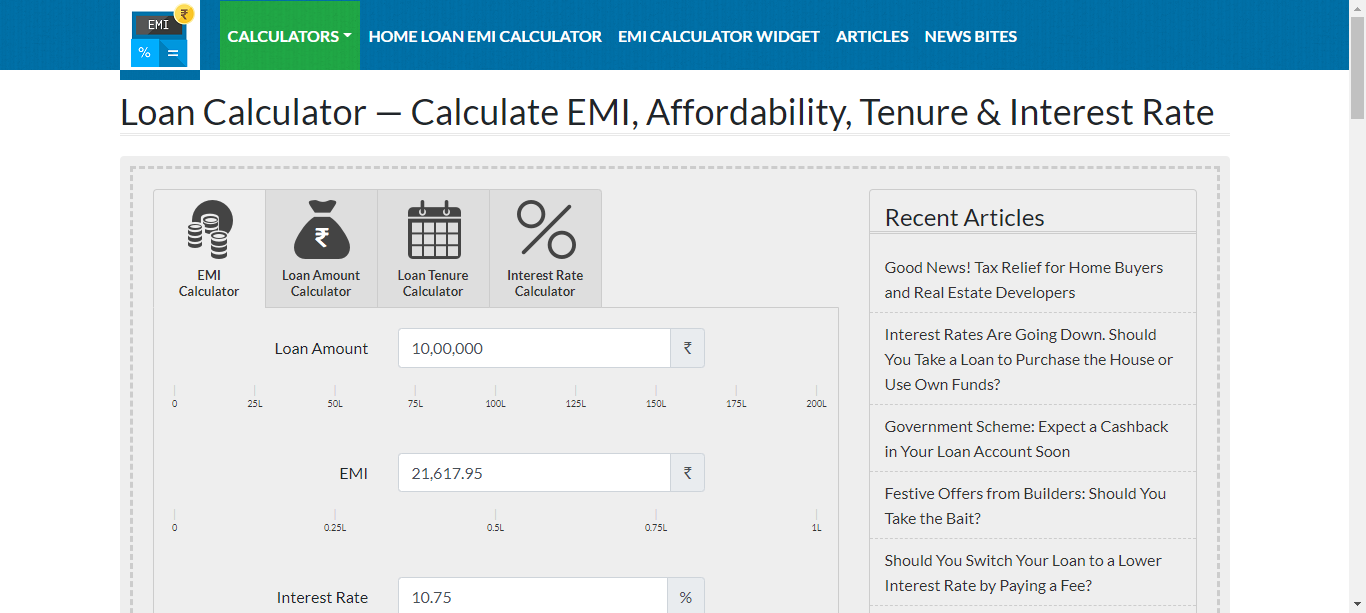 EMI
₹
% =
CALCULATORS HOME LOAN EMI CALCULATOR EMI CALCULATOR WIDGET ARTICLES NEWS BITES
Loan Calculator — Calculate EMI, Affordability, Tenure & Interest Rate
EMI
Calculator
₹
Loan Amount
Calculator
Loan Tenure
Calculator
%
Interest Rate
Calculator
Loan Amount 10,00,000 ₹
0 25L 50L 75L 100L 125L 150L 175L 200L
EMI 21,617.95 ₹
0 0.25L 0.5L 0.75L 1L
Interest Rate 10.75 %
Recent Articles
Good News! Tax Relief for Home Buyers
and Real Estate Developers
Interest Rates Are Going Down. Should
You Take a Loan to Purchase the House or
Use Own Funds?
Government Scheme: Expect a Cashback
in Your Loan Account Soon
Festive Offers from Builders: Should You
Take the Bait?
Should You Switch Your Loan to a Lower
Interest Rate by Paying a Fee?